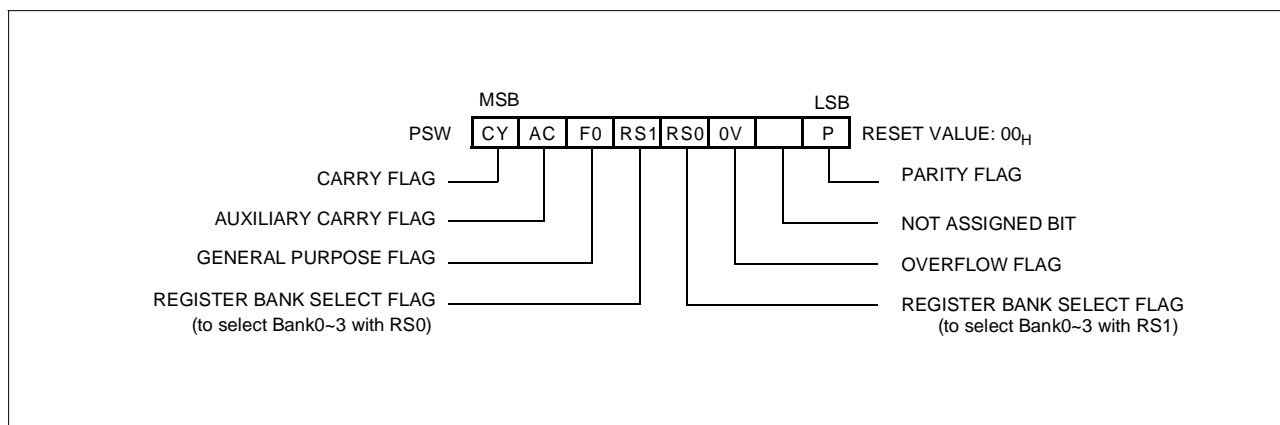 MSB LSB
PSW CY AC F0 RS1 RS0 0V P RESET VALUE: 00H
CARRY FLAG PARITY FLAG
AUXILIARY CARRY FLAG NOT ASSIGNED BIT
GENERAL PURPOSE FLAG OVERFLOW FLAG
REGISTER BANK SELECT FLAG REGISTER BANK SELECT FLAG
(to select Bank0~3 with RS0) (to select Bank0~3 with RS1)